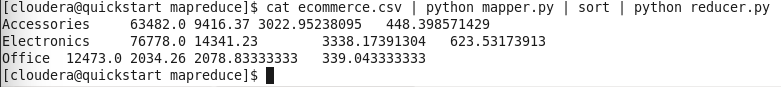 [cloudera@quickstart mapreduce]$ cat ecommerce.csv | python mapper.py | sort | python reducer.py
Accessories     63482.0 9416.37 3022.95238095   448.398571429
Electronics     76778.0 14341.23        3338.17391304   623.53173913
Office  12473.0 2034.26 2078.83333333   339.043333333
[cloudera@quickstart mapreduce]$